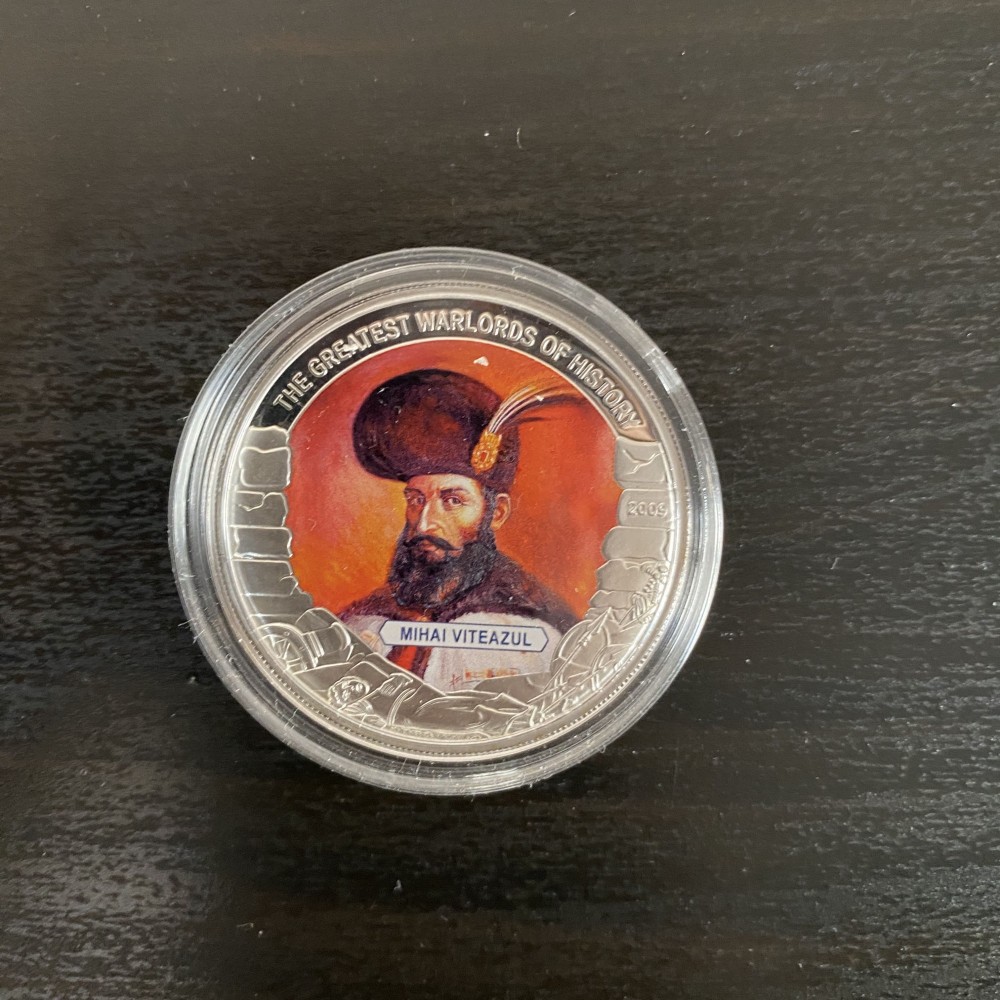 THE GREATEST WARLORDS OF HISTORY
2009
MIHAI VITEAZUL